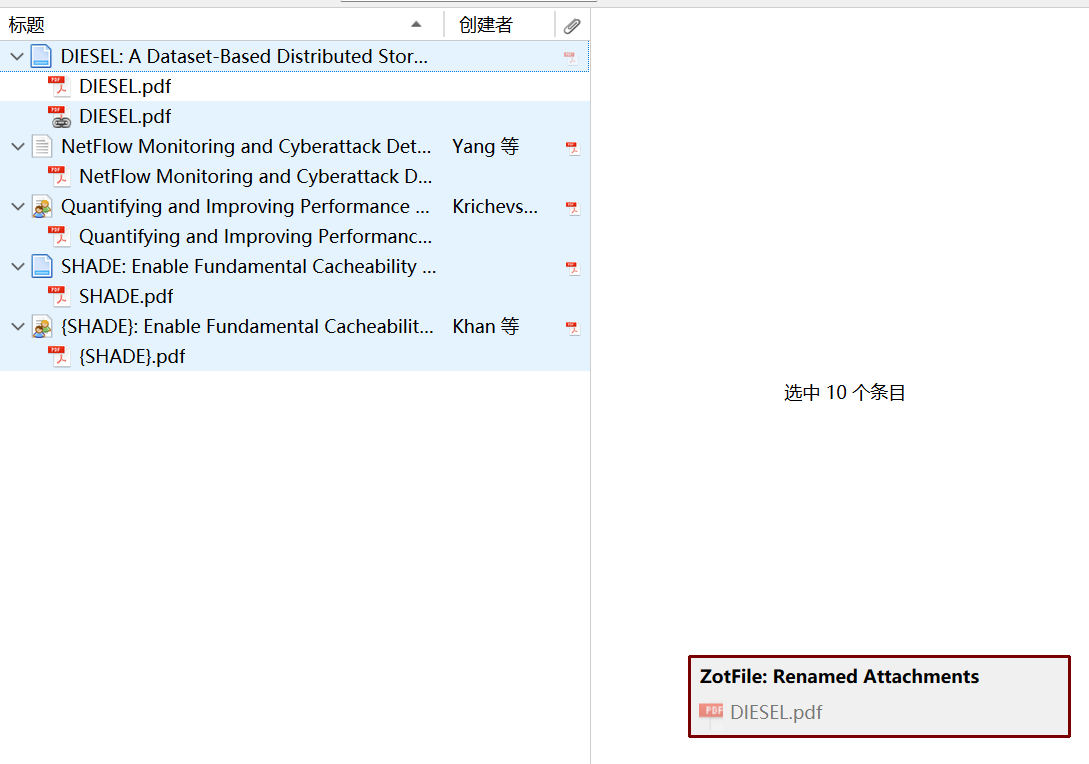 标题 创建者
DIESEL: A Dataset-Based Distributed Stor...
DIESEL.pdf
DIESEL.pdf
NetFlow Monitoring and Cyberattack Det... Yang 等
NetFlow Monitoring and Cyberattack D...
Quantifying and Improving Performance ... Krichevs...
Quantifying and Improving Performanc...
SHADE: Enable Fundamental Cacheability ...
SHADE.pdf
{SHADE}: Enable Fundamental Cacheabilit... Khan 等
{SHADE}.pdf
选中 10 个条目
ZotFile: Renamed Attachments
PDF DIESEL.pdf